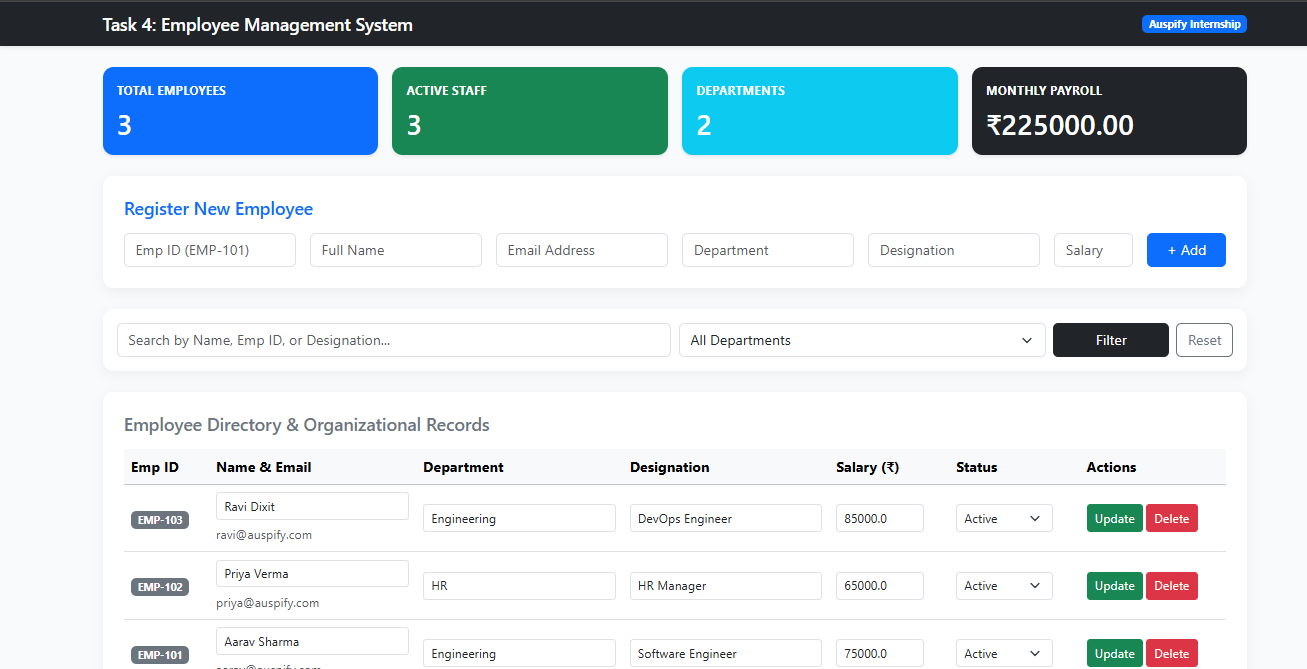 Task 4: Employee Management System
Auspify Internship
TOTAL EMPLOYEES
3
ACTIVE STAFF
3
DEPARTMENTS
2
MONTHLY PAYROLL
₹225000.00
Register New Employee
Emp ID (EMP-101) Full Name Email Address Department Designation Salary + Add
Search by Name, Emp ID, or Designation... All Departments Filter Reset
Employee Directory & Organizational Records
Emp ID Name & Email Department Designation Salary (₹) Status Actions
EMP-103 Ravi Dixit Engineering DevOps Engineer 85000.0 Active Update Delete
ravi@auspify.com
EMP-102 Priya Verma HR HR Manager 65000.0 Active Update Delete
priya@auspify.com
EMP-101 Aarav Sharma Engineering Software Engineer 75000.0 Active Update Delete